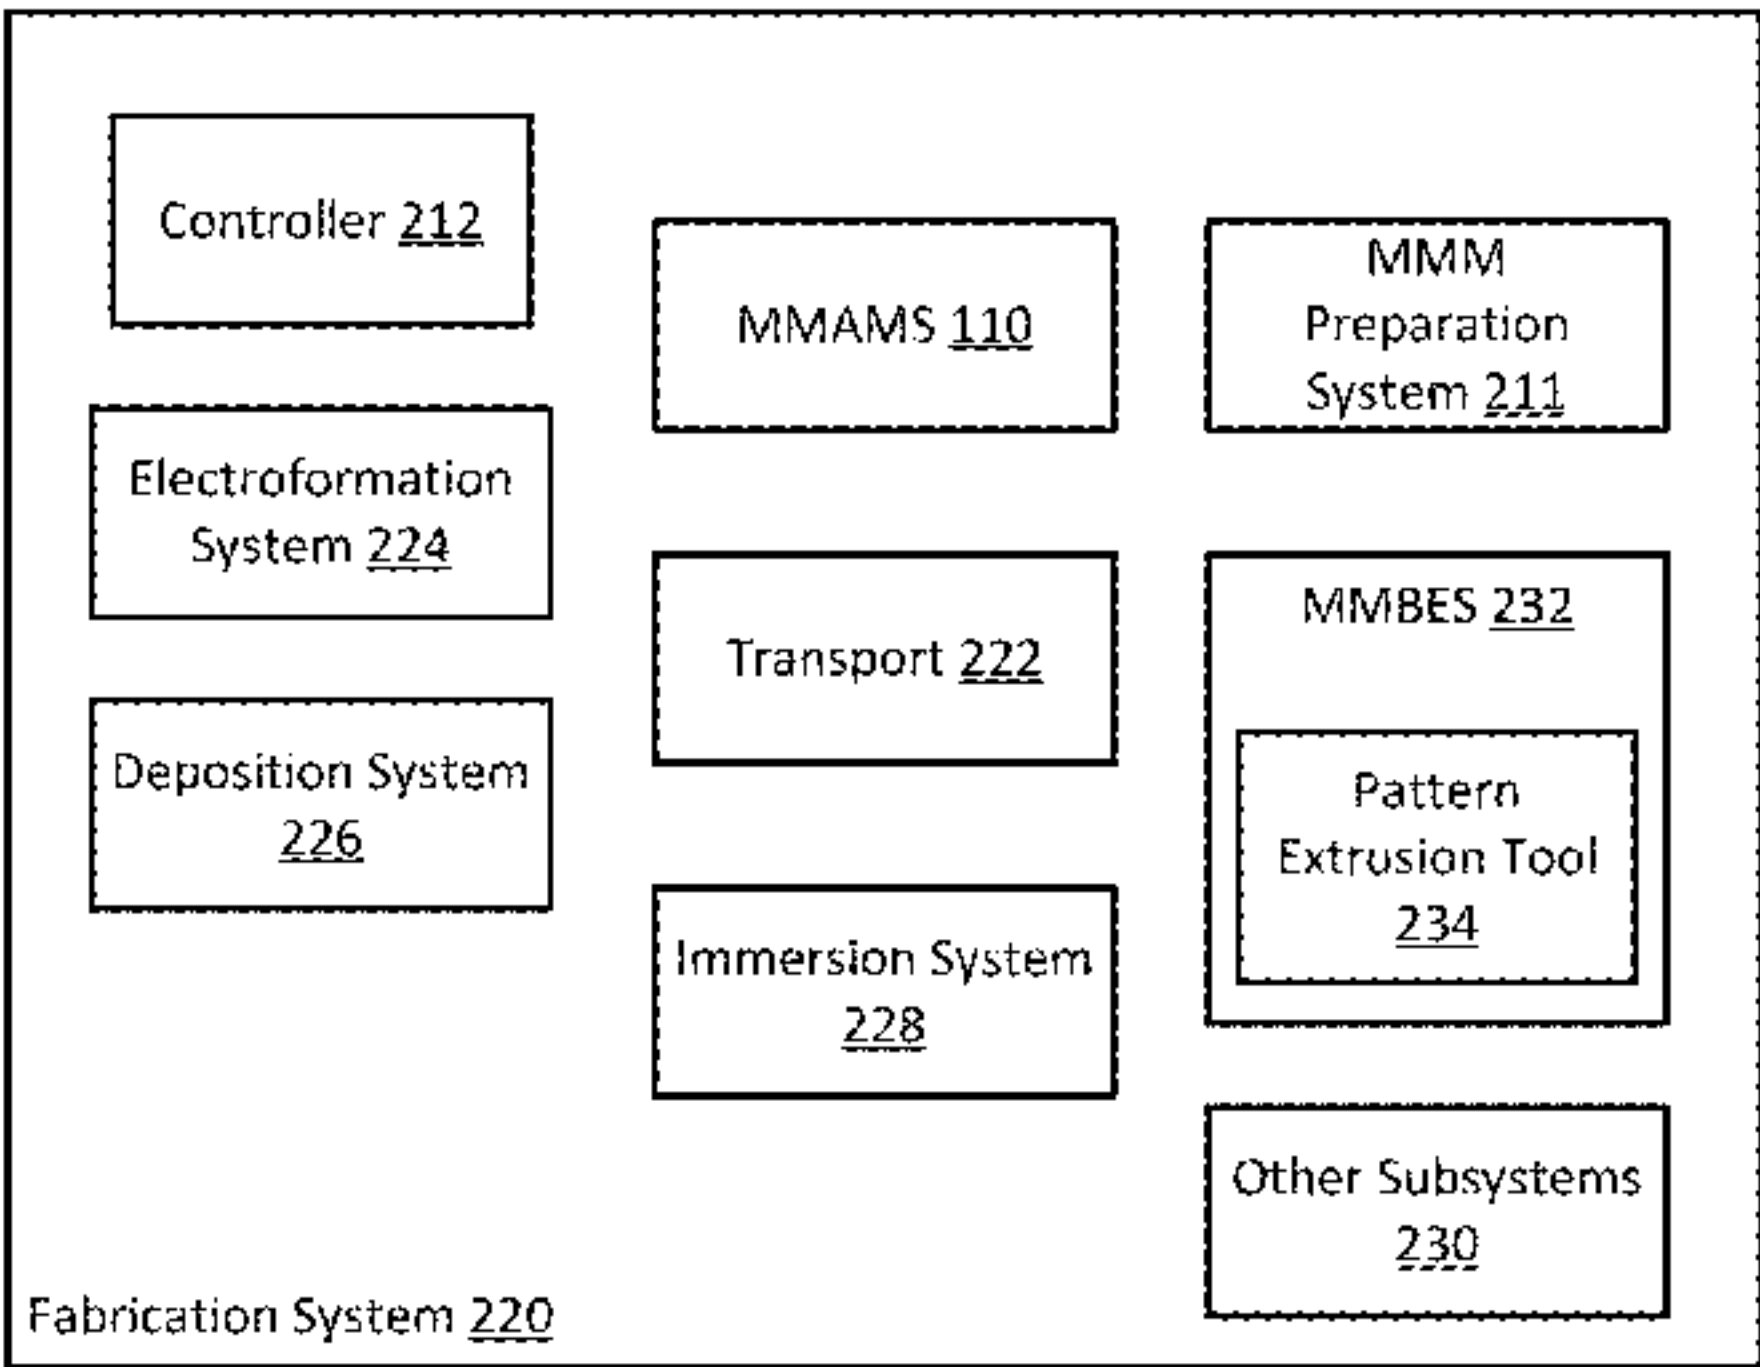 Controller 212
Electroformation
System 224
Deposition System
226
MMAMS 110
Transport 222
Immersion System
228
MMM
Preparation
System 211
MMBES 232
Pattern
Extrusion Tool
234
Other Subsystems
230
Fabrication System 220